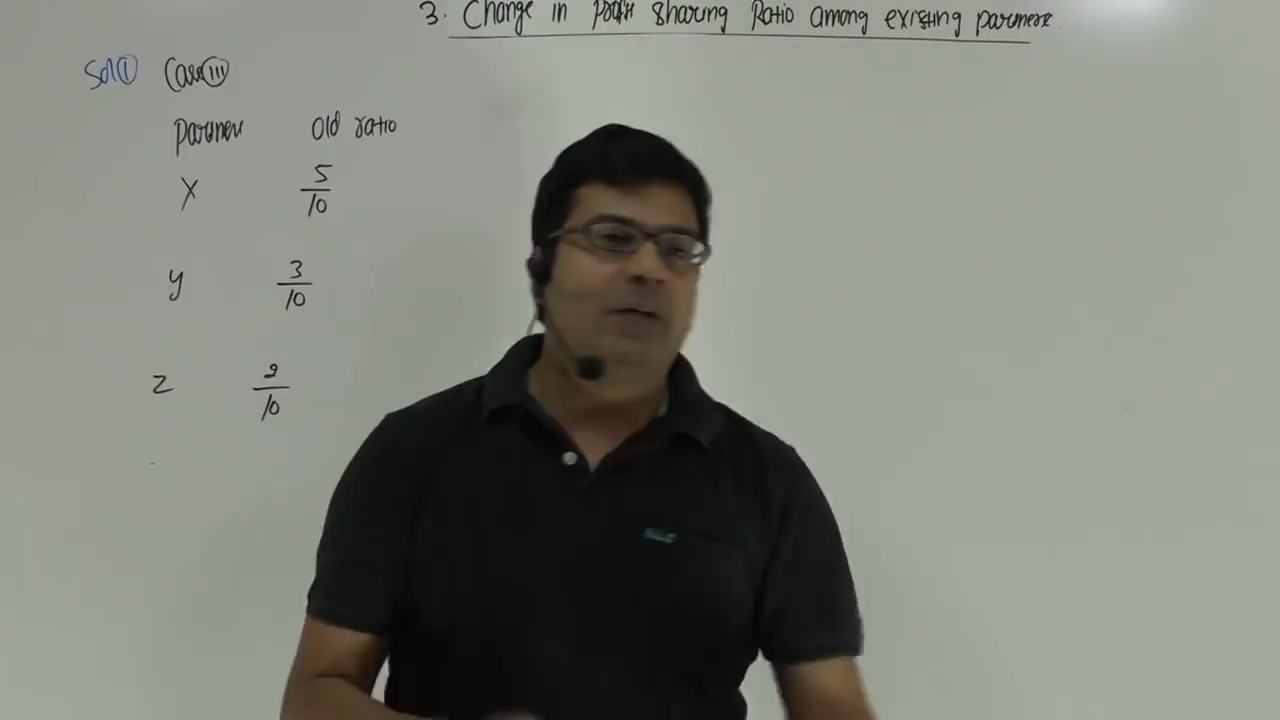 3. Change in Profit Sharing Ratio among existing partners
Sol① Case(iii)
Partner Old ratio
X 5/10
y 3/10
Z 2/10